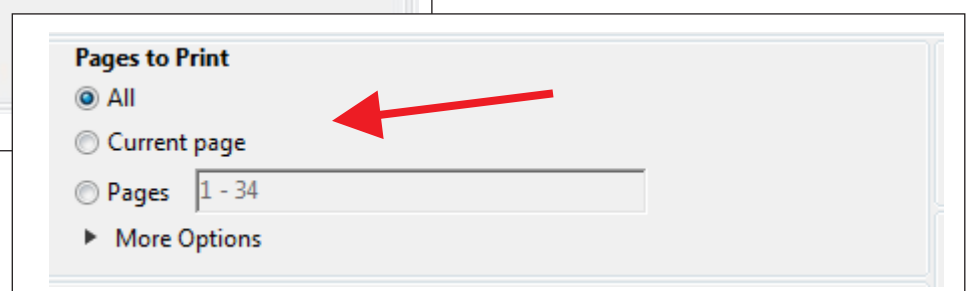 Pages to Print
All
Current page
Pages 1 - 34
More Options